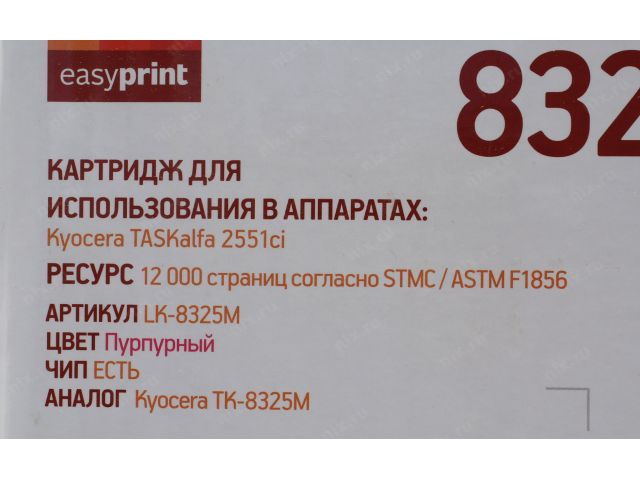 easyprint
832
КАРТРИДЖ ДЛЯ
ИСПОЛЬЗОВАНИЯ В АППАРАТАХ:
Kyocera TASKalfa 2551ci
РЕСУРС 12 000 страниц согласно STMC / ASTM F1856
АРТИКУЛ LK-8325M
ЦВЕТ Пурпурный
ЧИП ЕСТЬ
АНАЛОГ Kyocera TK-8325M